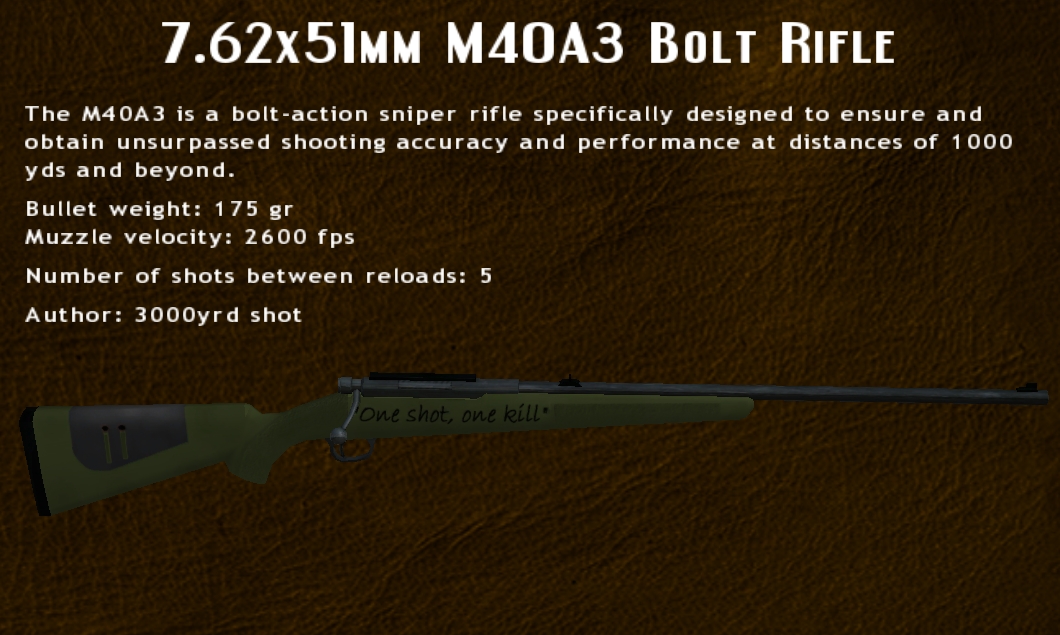 7.62x51mm M40A3 Bolt Rifle
The M40A3 is a bolt-action sniper rifle specifically designed to ensure and
obtain unsurpassed shooting accuracy and performance at distances of 1000
yds and beyond.
Bullet weight: 175 gr
Muzzle velocity: 2600 fps
Number of shots between reloads: 5
Author: 3000yrd shot
"One shot, one kill"